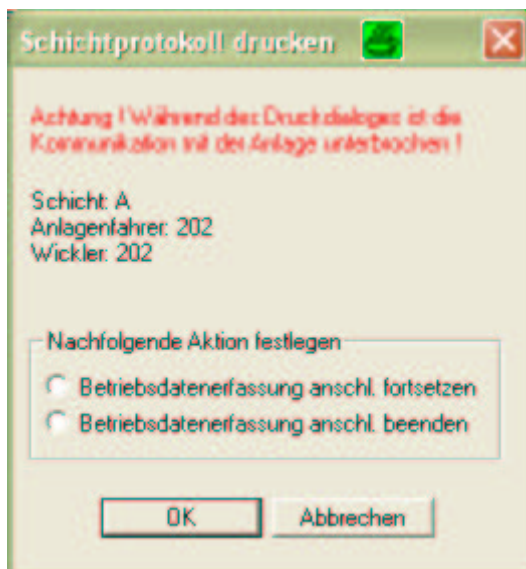 Schichtprotokoll drucken
Achtung ! Während des Druckdialoges ist die
Kommunikation mit der Anlage unterbrochen !
Schicht: A
Anlagenfahrer: 202
Wickler: 202
Nachfolgende Aktion festlegen
Betriebsdatenerfassung anschl. fortsetzen
Betriebsdatenerfassung anschl. beenden
OK
Abbrechen